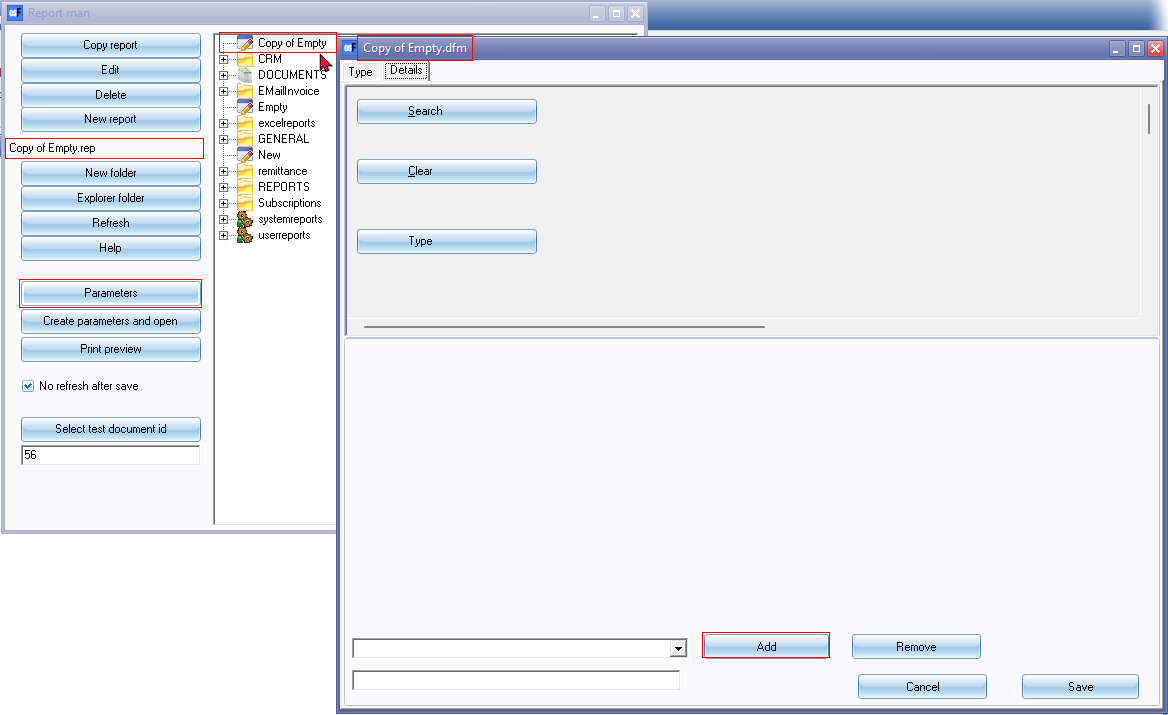 Report man
Copy report
Edit
Delete
New report
Copy of Empty.rep
New folder
Explorer folder
Refresh
Help
Parameters
Create parameters and open
Print preview
No refresh after save
Select test document id
56
Copy of Empty
CRM
DOCUMENTS
EMailInvoice
Empty
excelreports
GENERAL
New
remittance
REPORTS
Subscriptions
systemreports
userreports
Copy of Empty.dfm
Type
Details
Search
Clear
Type
Add
Remove
Cancel
Save